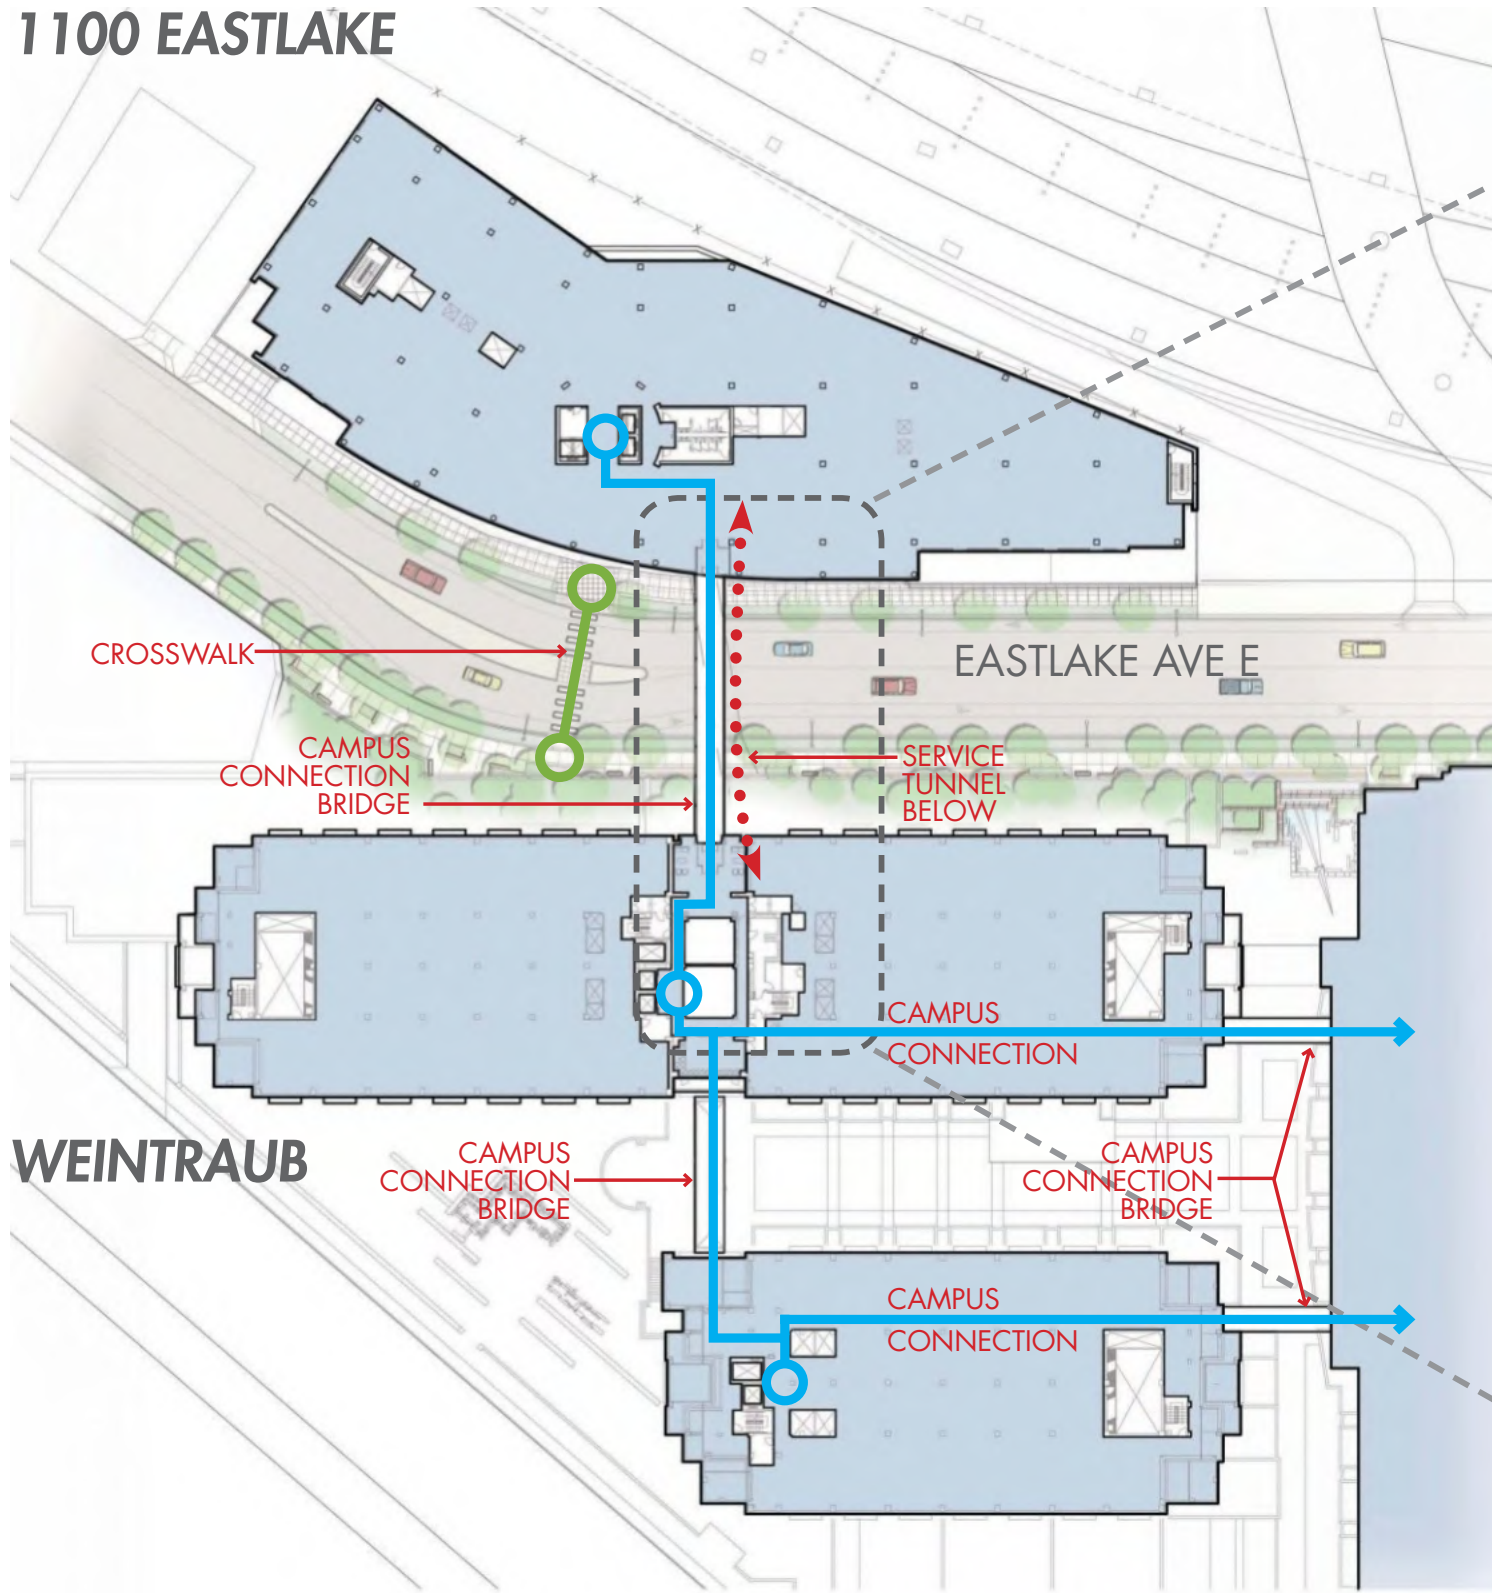 1100 EASTLAKE
CROSSWALK
EASTLAKE AVE E
CAMPUS
CONNECTION
BRIDGE
SERVICE
TUNNEL
BELOW
CAMPUS
CONNECTION
WEINTRAUB
CAMPUS
CONNECTION
BRIDGE
CAMPUS
CONNECTION
BRIDGE
CAMPUS
CONNECTION